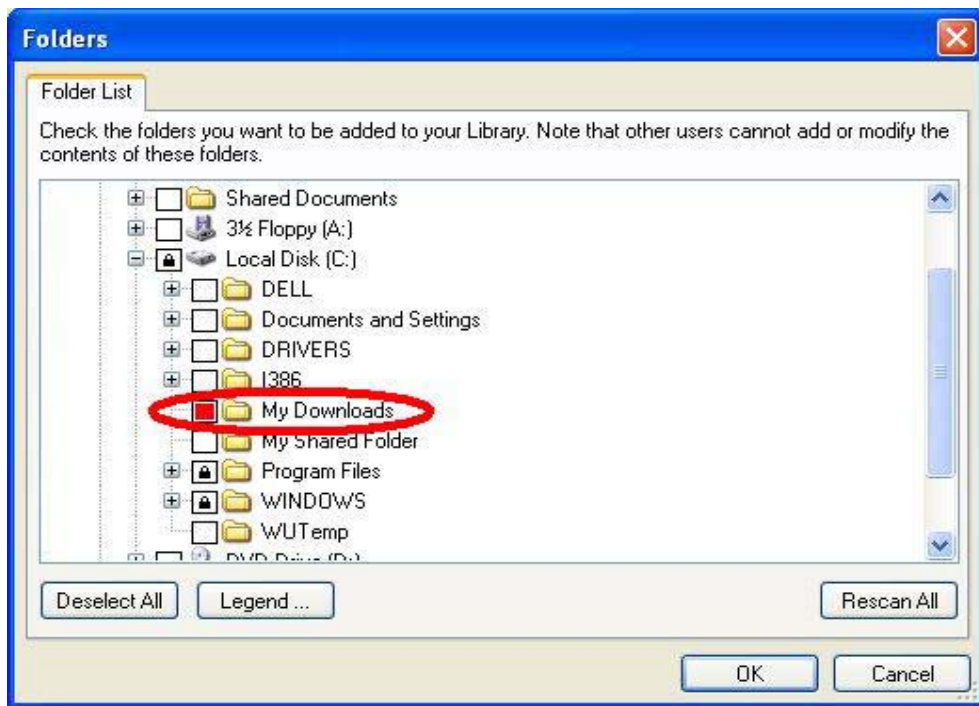 Folders
Folder List
Check the folders you want to be added to your Library. Note that other users cannot add or modify the
contents of these folders.
Shared Documents
3½ Floppy (A:)
Local Disk (C:)
DELL
Documents and Settings
DRIVERS
I386
My Downloads
My Shared Folder
Program Files
WINDOWS
WUTemp
DVD Drive (D:)
Deselect All Legend ... Rescan All
OK Cancel